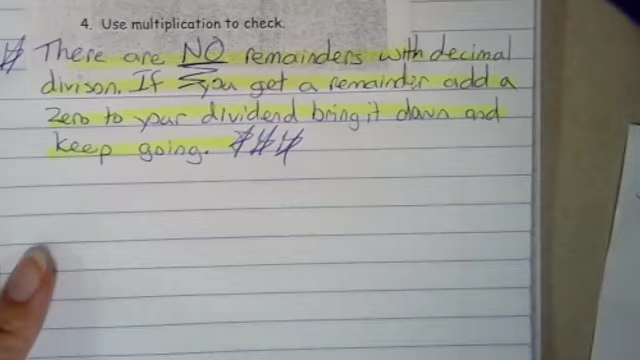 4. Use multiplication to check.
There are NO remainders with decimal
divison. If you get a remainder add a
zero to your dividend bring it down and
keep going.